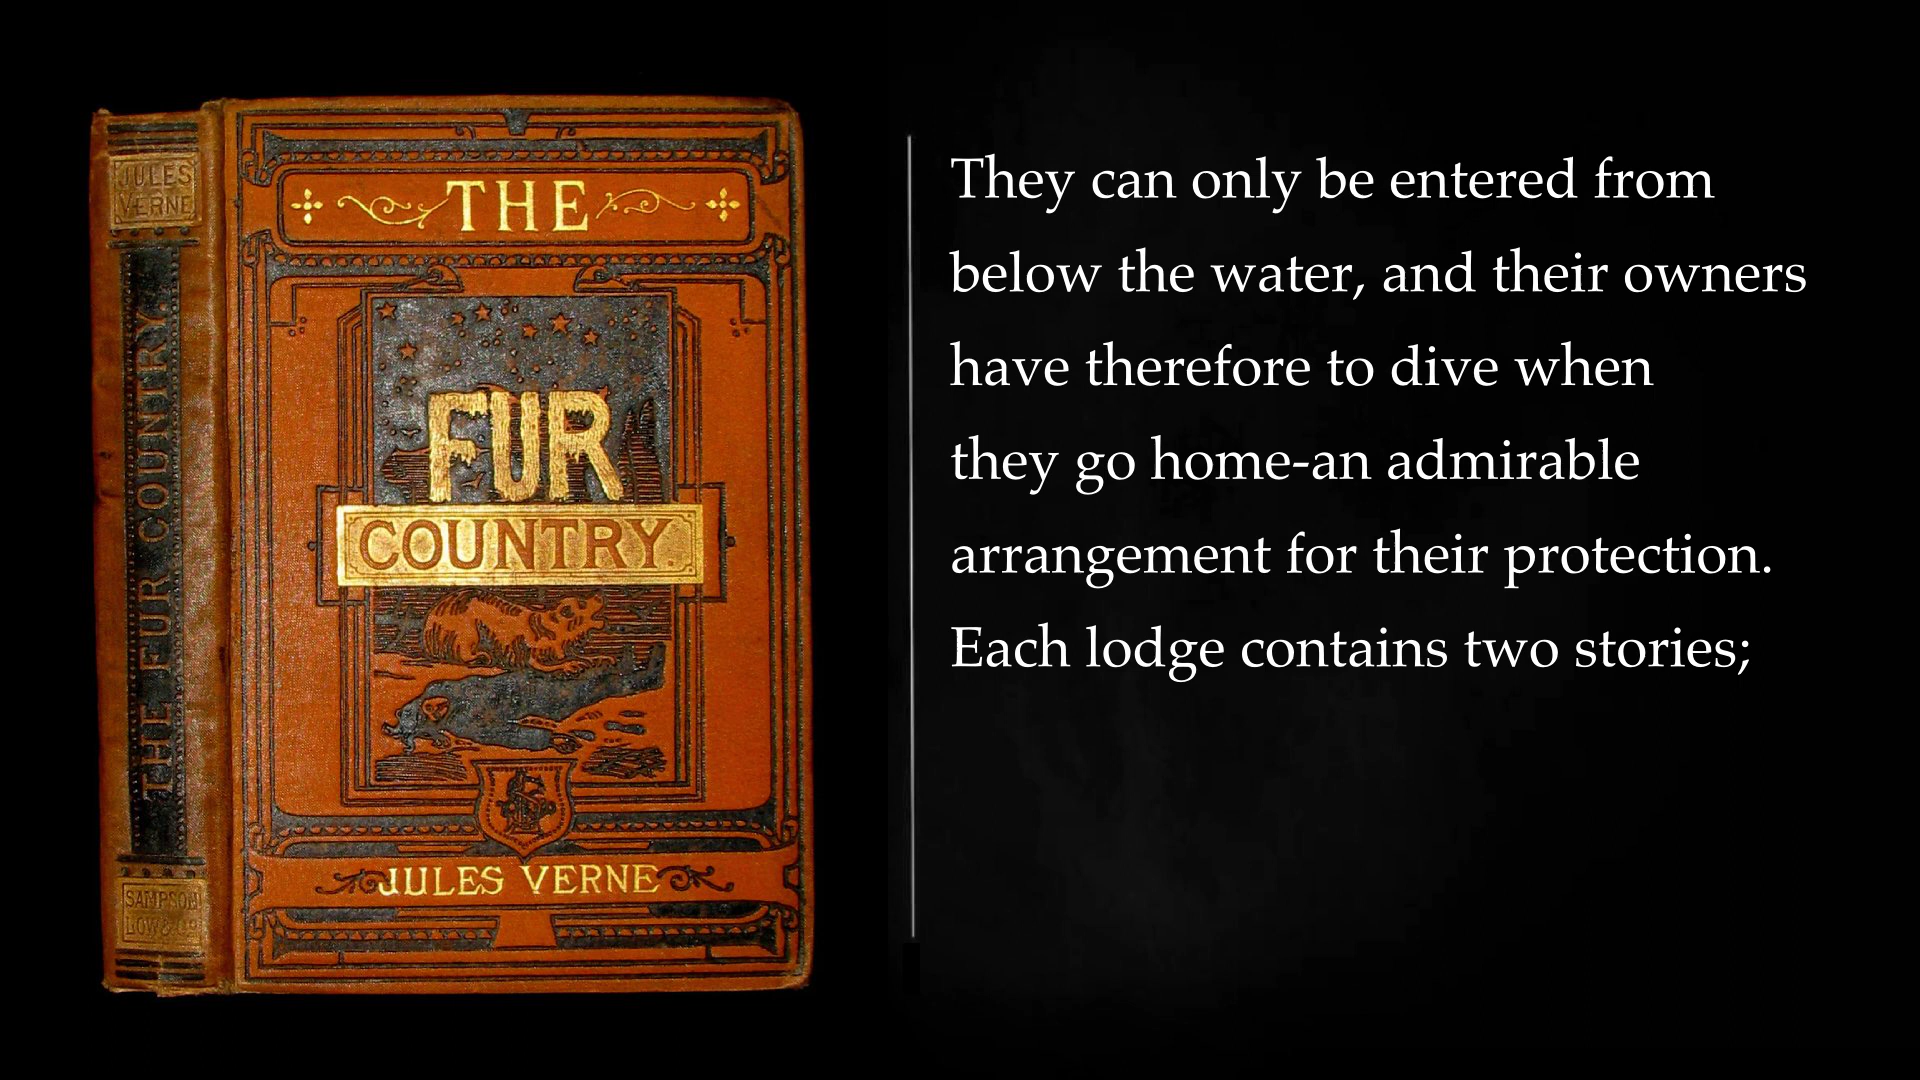 JULES
VERNE
THE FUR COUNTRY.
SAMPSON
LOW & Co
THE
FUR
COUNTRY.
JULES VERNE
They can only be entered from
below the water, and their owners
have therefore to dive when
they go home-an admirable
arrangement for their protection.
Each lodge contains two stories;